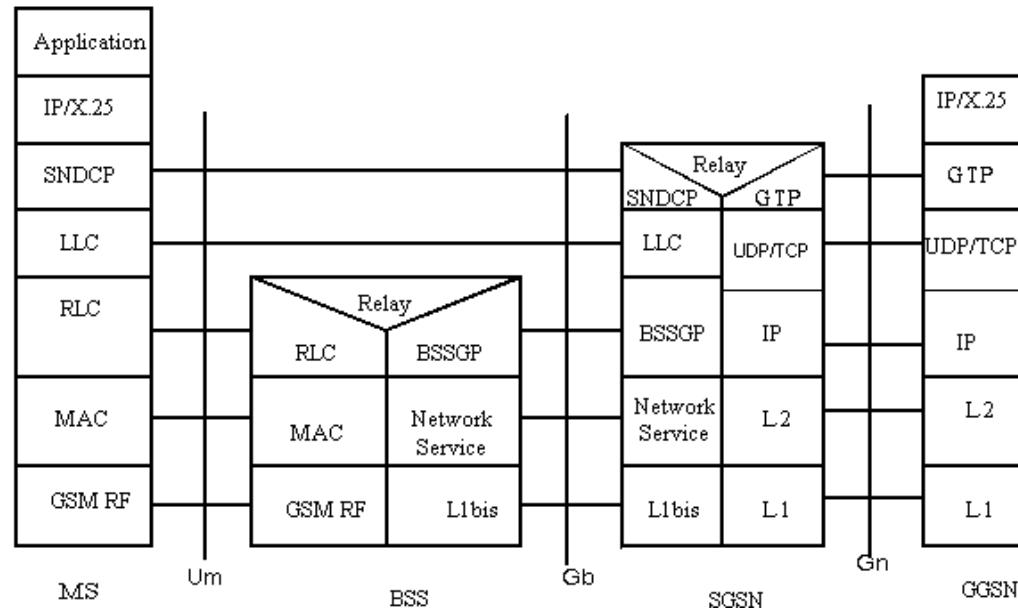 Application
IP/X.25
SNDCP
LLC
RLC
MAC
GSM RF
MS
Um
Relay
RLC
BSSGP
MAC
Network
Service
GSM RF
L1bis
BSS
Gb
Relay
SNDCP
GTP
LLC
UDP/TCP
BSSGP
IP
Network
Service
L2
L1bis
L1
SGSN
Gn
IP/X.25
GTP
UDP/TCP
IP
L2
L1
GGSN